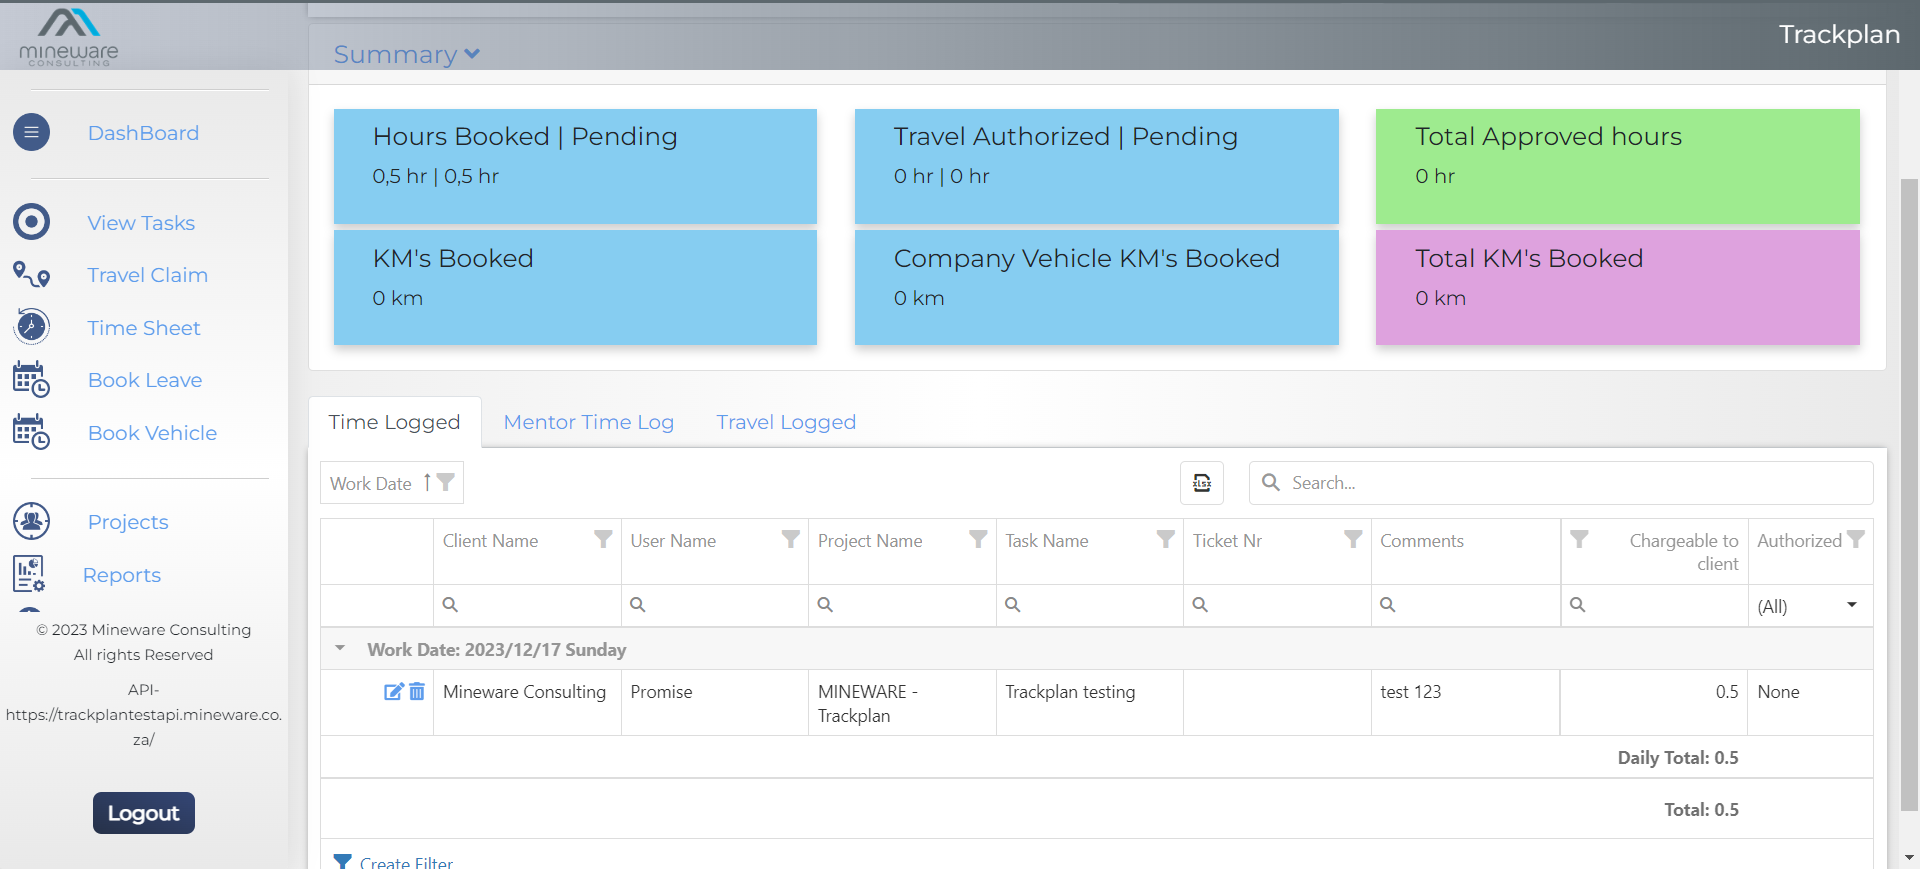 mineware
CONSULTING
Trackplan
Summary
DashBoard
View Tasks
Travel Claim
Time Sheet
Book Leave
Book Vehicle
Projects
Reports
© 2023 Mineware Consulting
All rights Reserved
API-
https://trackplantestapi.mineware.co.
za/
Logout
Hours Booked | Pending
0,5 hr | 0,5 hr
Travel Authorized | Pending
0 hr | 0 hr
Total Approved hours
0 hr
KM's Booked
0 km
Company Vehicle KM's Booked
0 km
Total KM's Booked
0 km
Time Logged
Mentor Time Log
Travel Logged
Work Date
xlsx
Search...
Client Name
User Name
Project Name
Task Name
Ticket Nr
Comments
Chargeable to
client
Authorized
(All)
Work Date: 2023/12/17 Sunday
Mineware Consulting
Promise
MINEWARE -
Trackplan
Trackplan testing
test 123
0.5
None
Daily Total: 0.5
Total: 0.5
Create Filter